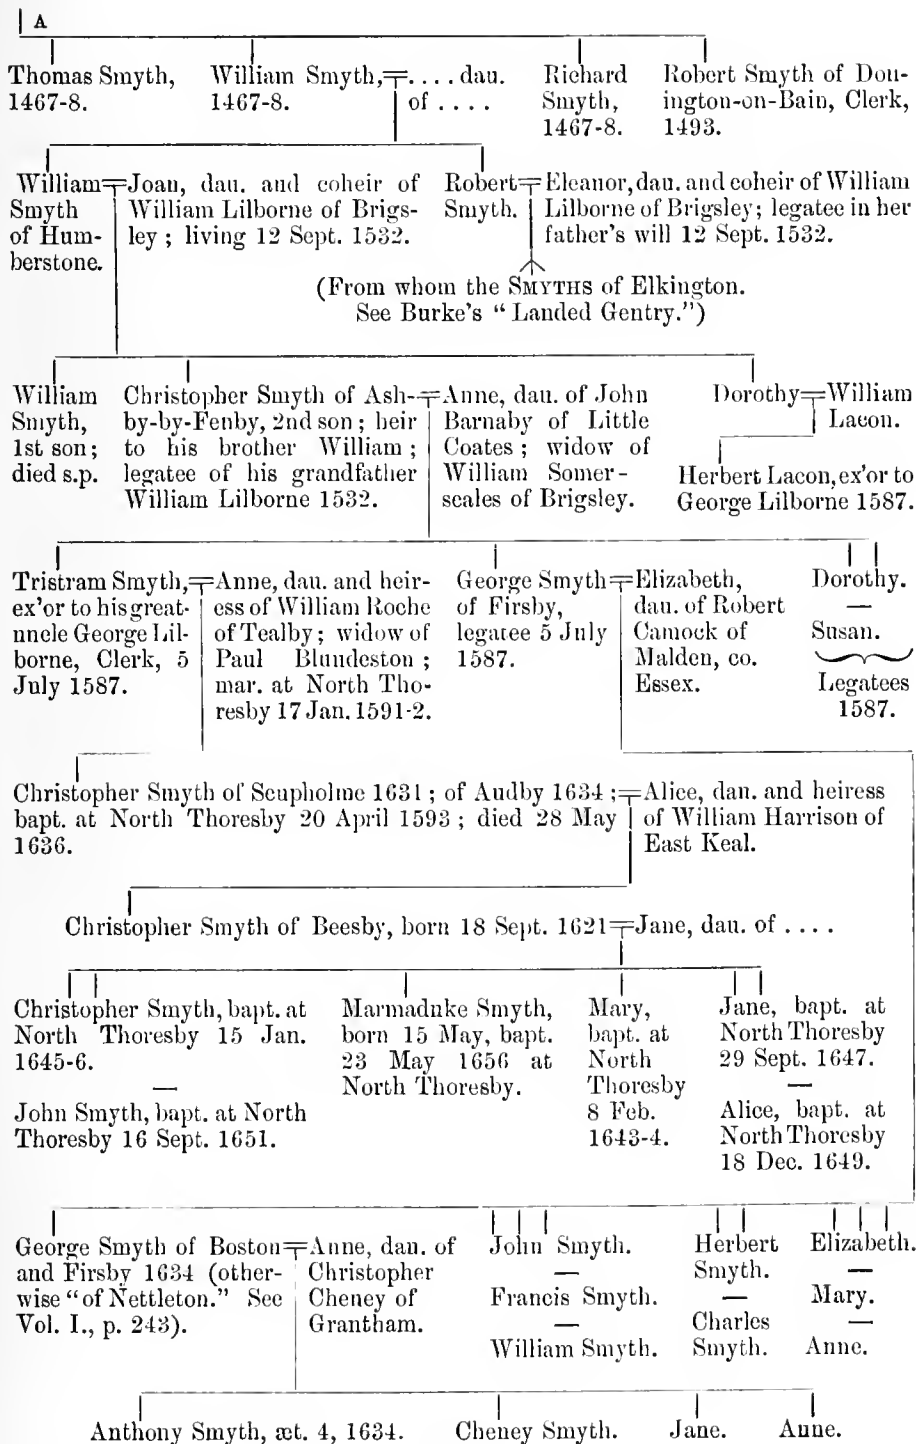 A
Thomas Smyth,
1467-8.
William Smyth,
1467-8.
. . . . dau.
of . . . .
Richard
Smyth,
1467-8.
Robert Smyth of Don-
ington-on-Bain, Clerk,
1493.
William
Smyth
of Hum-
berstone.
Joan, dau. and coheir of
William Lilborne of Brigs-
ley ; living 12 Sept. 1532.
Robert
Smyth.
Eleanor, dau. and coheir of William
Lilborne of Brigsley; legatee in her
father's will 12 Sept. 1532.
(From whom the SMYTHS of Elkington.
See Burke's "Landed Gentry.")
William
Smyth,
1st son;
died s.p.
Christopher Smyth of Ash-
by-by-Fenby, 2nd son ; heir
to his brother William ;
legatee of his grandfather
William Lilborne 1532.
Anne, dau. of John
Barnaby of Little
Coates ; widow of
William Somer-
scales of Brigsley.
Dorothy
William
Lacon.
Herbert Lacon, ex'or to
George Lilborne 1587.
Tristram Smyth,
ex'or to his great-
uncle George Lil-
borne, Clerk, 5
July 1587.
Anne, dau. and heir-
ess of William Roche
of Tealby; widow of
Paul Blundeston ;
mar. at North Tho-
resby 17 Jan. 1591-2.
George Smyth
of Firsby,
legatee 5 July
1587.
Elizabeth,
dau. of Robert
Camock of
Malden, co.
Essex.
Dorothy.
—
Susan.
Legatees
1587.
Christopher Smyth of Scupholme 1631 ; of Audby 1634 ;
bapt. at North Thoresby 20 April 1593 ; died 28 May
1636.
Alice, dau. and heiress
of William Harrison of
East Keal.
Christopher Smyth of Beesby, born 18 Sept. 1621
Jane, dau. of . . . .
Christopher Smyth, bapt. at
North Thoresby 15 Jan.
1645-6.
—
John Smyth, bapt. at North
Thoresby 16 Sept. 1651.
Marmaduke Smyth,
born 15 May, bapt.
23 May 1656 at
North Thoresby.
Mary,
bapt. at
North
Thoresby
8 Feb.
1643-4.
Jane, bapt. at
North Thoresby
29 Sept. 1647.
—
Alice, bapt. at
North Thoresby
18 Dec. 1649.
George Smyth of Boston
and Firsby 1634 (other-
wise "of Nettleton." See
Vol. I., p. 243).
Anne, dau. of
Christopher
Cheney of
Grantham.
John Smyth.
—
Francis Smyth.
—
William Smyth.
Herbert
Smyth.
—
Charles
Smyth.
Elizabeth.
—
Mary.
—
Anne.
Anthony Smyth, æt. 4, 1634.
Cheney Smyth.
Jane.
Anne.